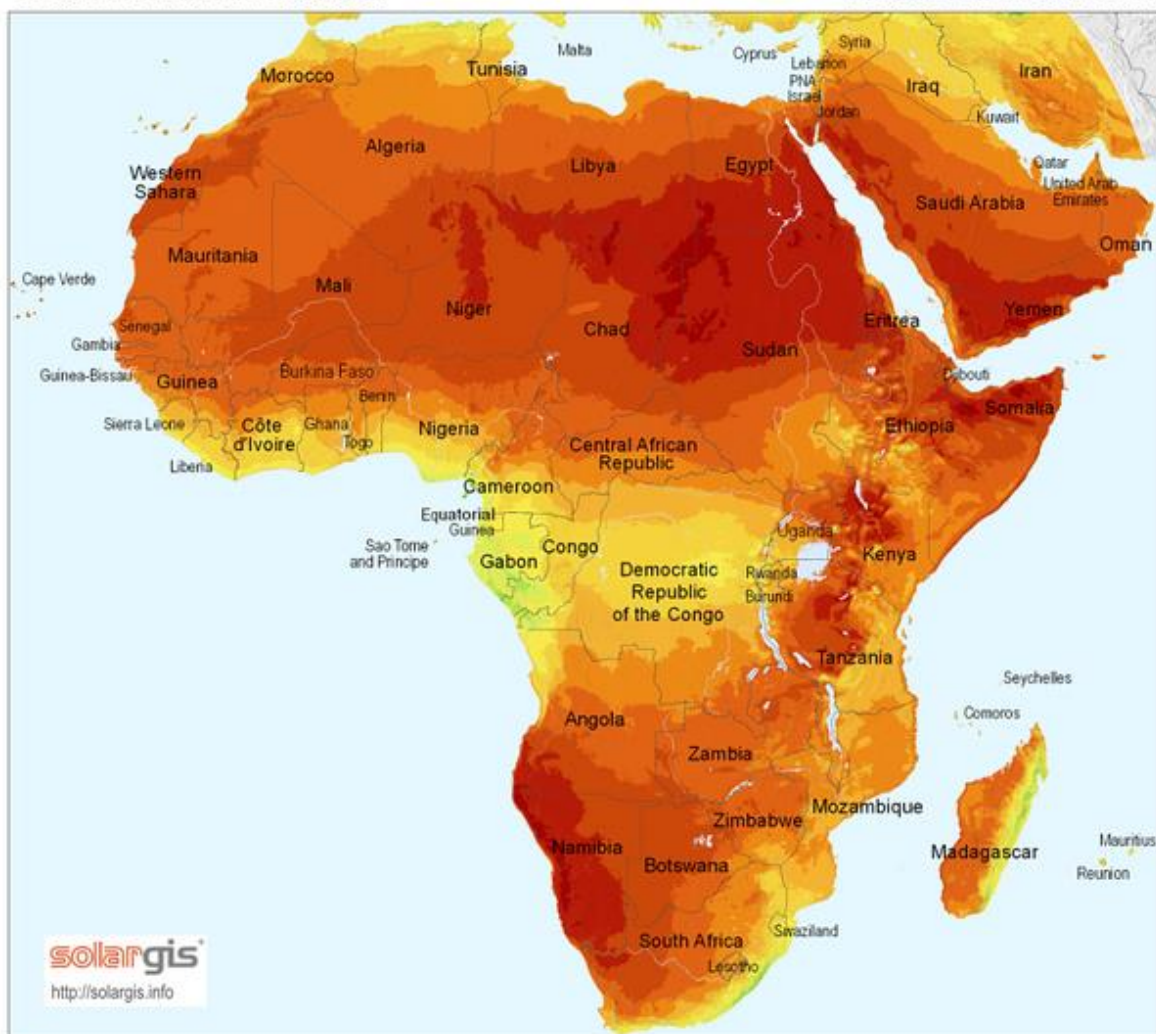 Malta
Cyprus
Syria
Lebanon
PNA
Israel
Jordan
Iraq
Iran
Kuwait
Morocco
Tunisia
Algeria
Libya
Egypt
Qatar
United Arab
Emirates
Saudi Arabia
Oman
Western
Sahara
Mauritania
Cape Verde
Mali
Niger
Chad
Sudan
Eritrea
Yemen
Senegal
Gambia
Guinea-Bissau
Guinea
Burkina Faso
Benin
Djibouti
Somalia
Sierra Leone
Côte
d'Ivoire
Ghana
Togo
Nigeria
Ethiopia
Liberia
Central African
Republic
Cameroon
Equatorial
Guinea
Sao Tome
and Principe
Gabon
Congo
Uganda
Kenya
Democratic
Republic
of the Congo
Rwanda
Burundi
Tanzania
Seychelles
Comoros
Angola
Zambia
Mozambique
Zimbabwe
Namibia
Botswana
Madagascar
Mauritius
Reunion
South Africa
Swaziland
Lesotho
solargis
http://solargis.info